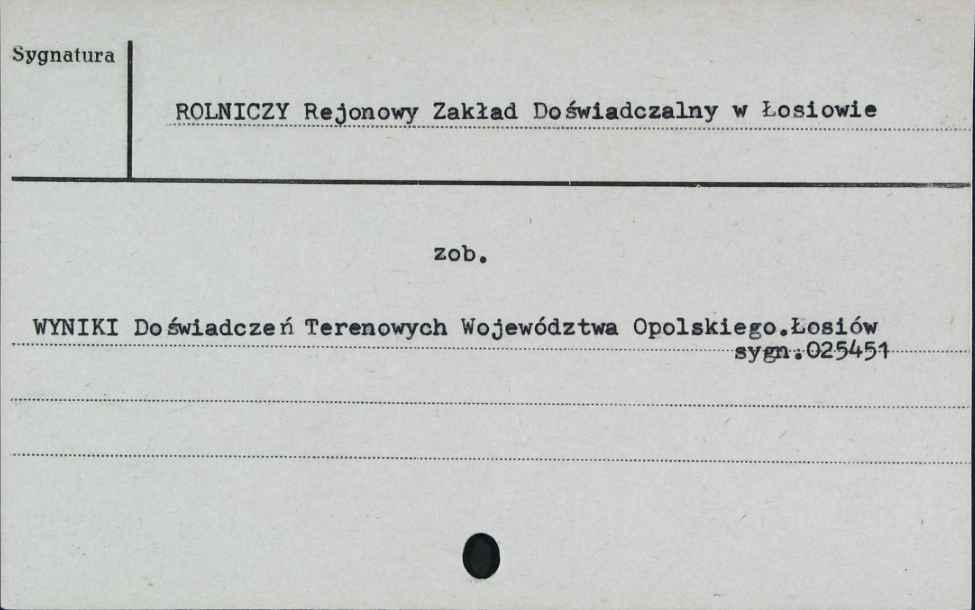 Sygnatura
ROLNICZY Rejonowy Zakład Doświadczalny w Łosiowie
zob.
WYNIKI Doświadczeń Terenowych Województwa Opolskiego.Łosiów
sygn.:025451